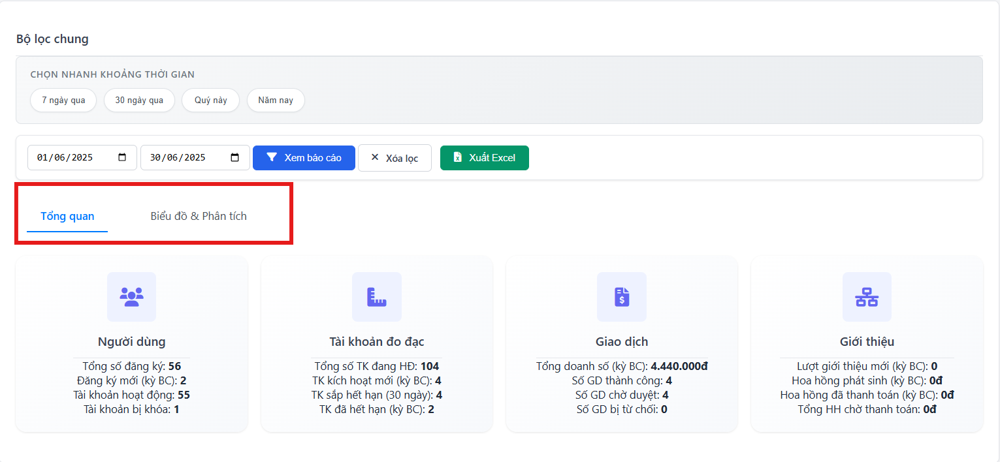 Bộ lọc chung
CHỌN NHANH KHOẢNG THỜI GIAN
7 ngày qua
30 ngày qua
Quý này
Năm nay
01/06/2025
30/06/2025
Xem báo cáo
Xóa lọc
Xuất Excel
Tổng quan
Biểu đồ & Phân tích
Người dùng
Tổng số đăng ký: 56
Đăng ký mới (kỳ BC): 2
Tài khoản hoạt động: 55
Tài khoản bị khóa: 1
Tài khoản đo đạc
Tổng số TK đang HĐ: 104
TK kích hoạt mới (kỳ BC): 4
TK sắp hết hạn (30 ngày): 4
TK đã hết hạn (kỳ BC): 2
Giao dịch
Tổng doanh số (kỳ BC): 4.440.000đ
Số GD thành công: 4
Số GD chờ duyệt: 4
Số GD bị từ chối: 0
Giới thiệu
Lượt giới thiệu mới (kỳ BC): 0
Hoa hồng phát sinh (kỳ BC): 0đ
Hoa hồng đã thanh toán (kỳ BC): 0đ
Tổng HH chờ thanh toán: 0đ